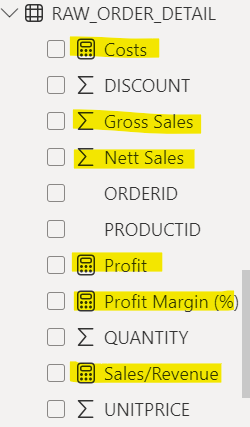 RAW_ORDER_DETAIL
Costs
DISCOUNT
Gross Sales
Nett Sales
ORDERID
PRODUCTID
Profit
Profit Margin (%)
QUANTITY
Sales/Revenue
UNITPRICE